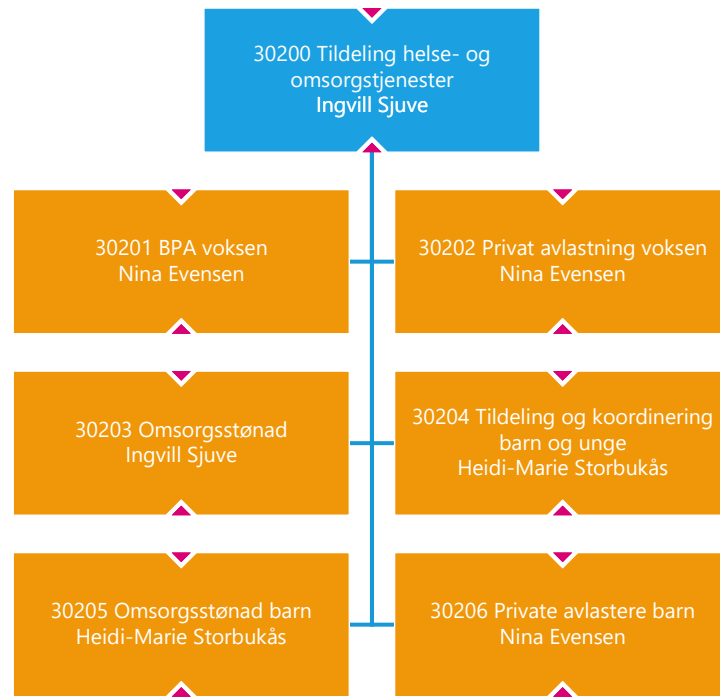 30200 Tildeling helse- og
omsorgstjenester
Ingvill Sjuve
30201 BPA voksen
Nina Evensen
30202 Privat avlastning voksen
Nina Evensen
30203 Omsorgsstønad
Ingvill Sjuve
30204 Tildeling og koordinering
barn og unge
Heidi-Marie Storbukås
30205 Omsorgsstønad barn
Heidi-Marie Storbukås
30206 Private avlastere barn
Nina Evensen